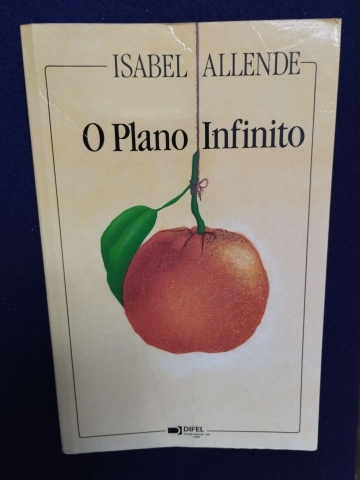 ISABEL ALLENDE
O Plano Infinito
DIFEL